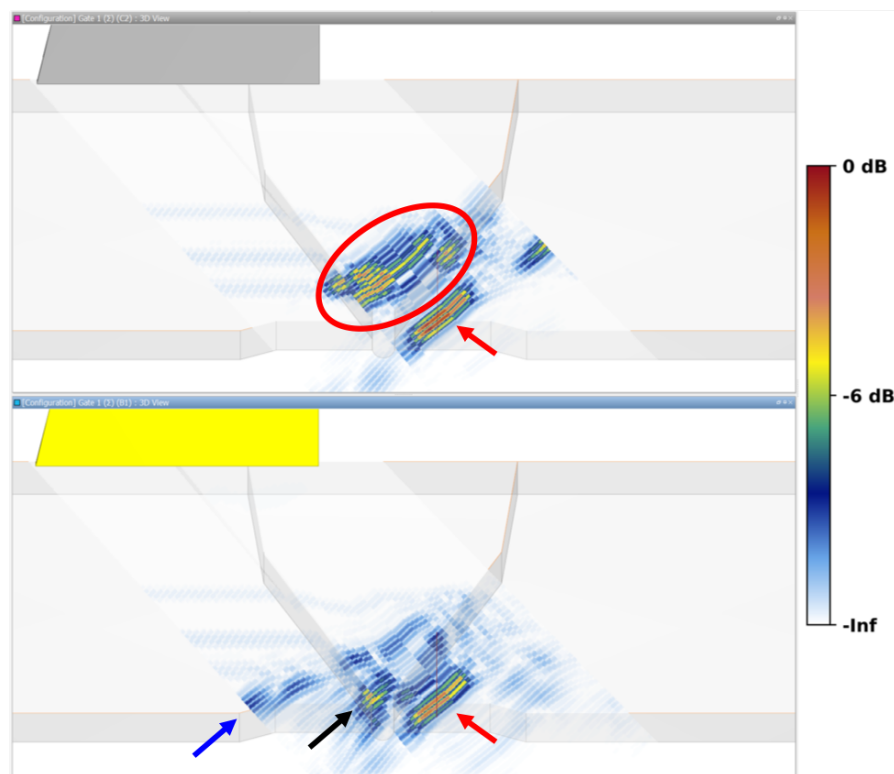 [Configuration] Gate 1 (2) (C2) : 3D View
0 dB
-6 dB
-Inf
[Configuration] Gate 1 (2) (B1) : 3D View